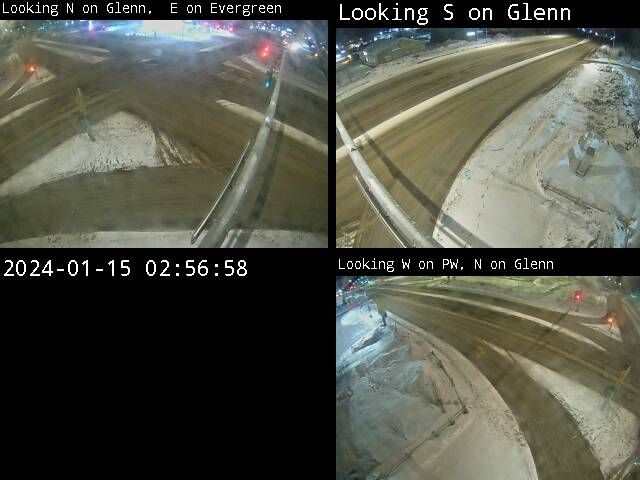 Looking N on Glenn,  E on Evergreen
Looking S on Glenn
2024-01-15 02:56:58
Looking W on PW, N on Glenn